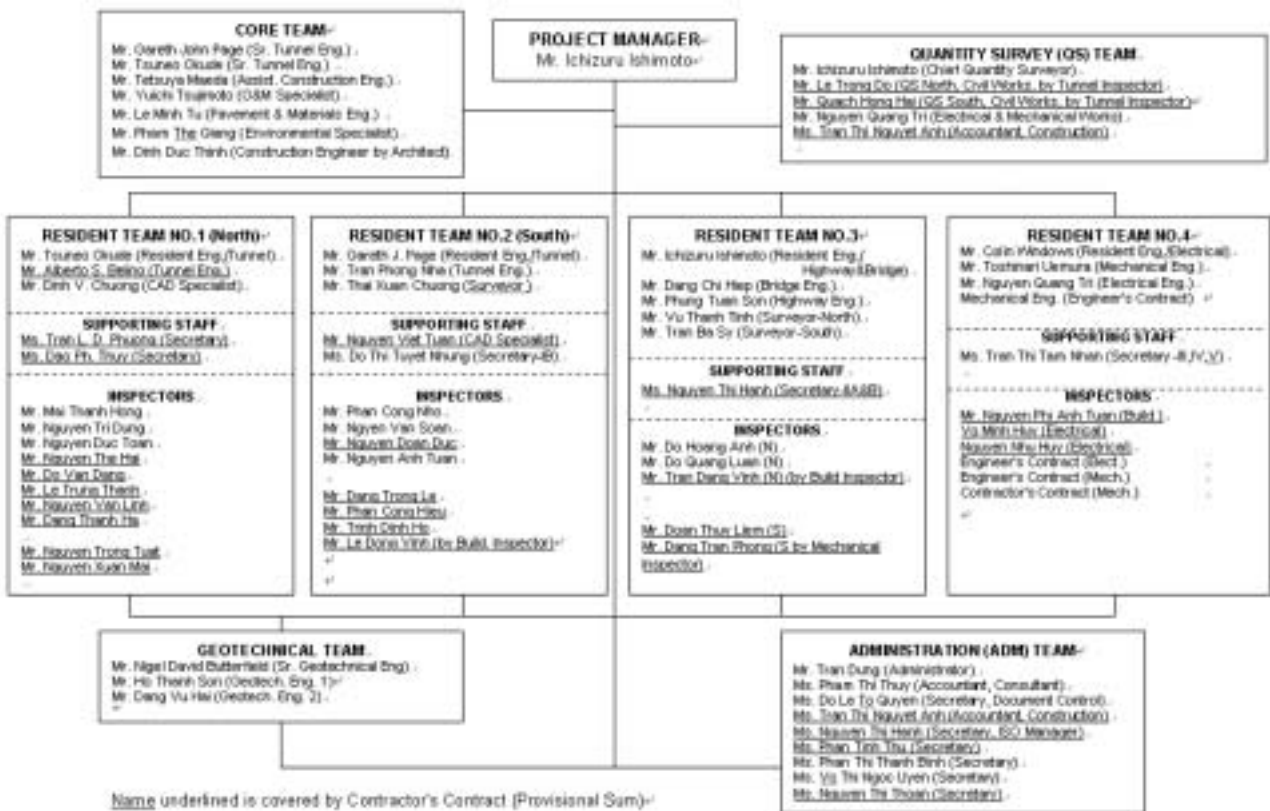 CORE TEAM
Mr. Gareth John Page (Sr. Tunnel Eng.)
Mr. Tsuneo Okude (Sr. Tunnel Eng.)
Mr. Tetsuya Maeda (Assist. Construction Eng.)
Mr. Yuichi Tsujimoto (O&M Specialist)
Mr. Le Minh Tu (Pavement & Materials Eng.)
Mr. Pham The Giang (Environmental Specialist)
Mr. Dinh Duc Thinh (Construction Engineer by Architect)
PROJECT MANAGER
Mr. Ichizuru Ishimoto
QUANTITY SURVEY (QS) TEAM
Mr. Ichizuru Ishimoto (Chief Quantity Surveyor)
Mr. Le Trong Do (QS North, Civil Works, by Tunnel Inspector)
Mr. Quach Hong Hai (QS South, Civil Works, by Tunnel Inspector)
Mr. Nguyen Quang Tri (Electrical & Mechanical Works)
Ms. Tran Thi Nguyet Anh (Accountant, Construction)
RESIDENT TEAM NO.1 (North)
Mr. Tsuneo Okude (Resident Eng./Tunnel)
Mr. Alberto S. Belino (Tunnel Eng.)
Mr. Dinh V. Chuong (CAD Specialist)
SUPPORTING STAFF
Ms. Tran L. D. Phuong (Secretary)
Ms. Dao Ph. Thuy (Secretary)
INSPECTORS
Mr. Mai Thanh Hong
Mr. Nguyen Tri Dung
Mr. Nguyen Duc Toan
Mr. Nguyen The Hai
Mr. Do Van Dang
Mr. Le Trung Thanh
Mr. Nguyen Van Linh
Mr. Dang Thanh Ha
Mr. Nguyen Trong Tuat
Mr. Nguyen Xuan Mai
RESIDENT TEAM NO.2 (South)
Mr. Gareth J. Page (Resident Eng./Tunnel)
Mr. Tran Phong Nha (Tunnel Eng.)
Mr. Thai Xuan Chuong (Surveyor )
SUPPORTING STAFF
Mr. Nguyen Viet Tuan (CAD Specialist)
Ms. Do Thi Tuyet Nhung (Secretary-IB)
INSPECTORS
Mr. Phan Cong Nho
Mr. Ngyen Van Soan
Mr. Nguyen Doan Duc
Mr. Nguyen Anh Tuan
Mr. Dang Trong Le
Mr. Phan Cong Hieu
Mr. Trinh Dinh Ho
Mr. Le Dong Vinh (by Build. Inspector)
RESIDENT TEAM NO.3
Mr. Ichizuru Ishimoto (Resident Eng./
Highway&Bridge)
Mr. Dang Chi Hiep (Bridge Eng.)
Mr. Phung Tuan Son (Highway Eng.)
Mr. Vu Thanh Tinh (Surveyor-North)
Mr. Tran Ba Sy (Surveyor-South)
SUPPORTING STAFF
Ms. Nguyen Thi Hanh (Secretary-IIA&IIB)
INSPECTORS
Mr. Do Hoang Anh (N)
Mr. Do Quang Luan (N)
Mr. Tran Dang Vinh (N) (by Build Inspector)
Mr. Doan Thuy Liem (S)
Mr. Dang Tran Phong (S by Mechanical
Inspector)
RESIDENT TEAM NO.4
Mr. Colin Windows (Resident Eng./Electrical)
Mr. Toshinari Uemura (Mechanical Eng.)
Mr. Nguyen Quang Tri (Electrical Eng.)
Mechanical Eng. (Engineer's Contract)
SUPPORTING STAFF
Ms. Tran Thi Tam Nhan (Secretary -III,IV,V)
INSPECTORS
Mr. Nguyen Phi Anh Tuan (Build.)
Vo Minh Huy (Electrical)
Nguyen Nhu Huy (Electrical)
Engineer's Contract (Elect.)
Engineer's Contract (Mech.)
Contractor's Contract (Mech.)
GEOTECHNICAL TEAM
Mr. Nigel David Butterfield (Sr. Geotechnical Eng)
Mr. Ho Thanh Son (Geotech. Eng. 1)
Mr. Dang Vu Hai (Geotech. Eng. 2)
ADMINISTRATION (ADM) TEAM
Mr. Tran Dung (Administrator)
Ms. Pham Thi Thuy (Accountant, Consultant)
Ms. Do Le To Quyen (Secretary, Document Control)
Ms. Tran Thi Nguyet Anh (Accountant, Construction)
Ms. Nguyen Thi Hanh (Secretary, ISO Manager)
Ms. Phan Tinh Thu (Secretary)
Ms. Phan Thi Thanh Binh (Secretary)
Ms. Vo Thi Ngoc Uyen (Secretary)
Ms. Nguyen Thi Thoan (Secretary)
Name underlined is covered by Contractor's Contract (Provisional Sum)